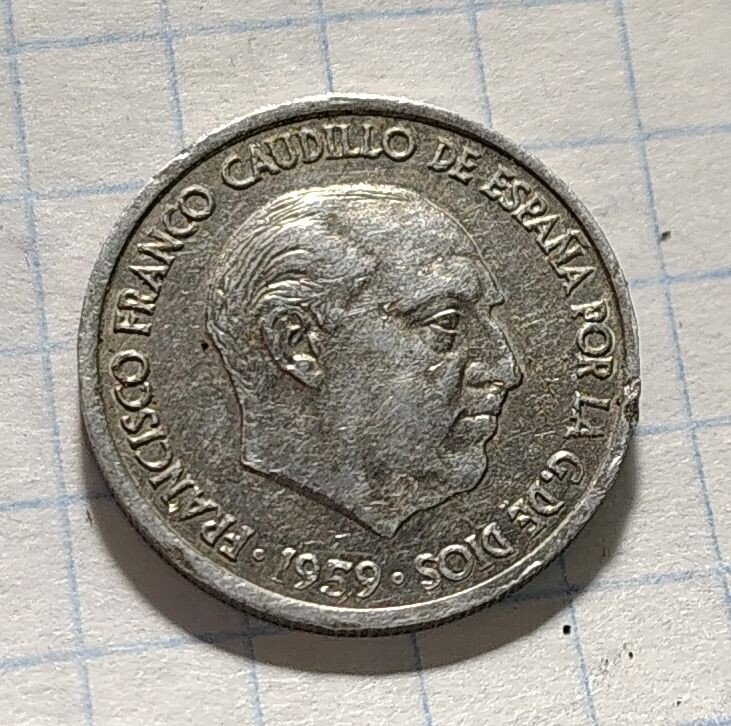 ·FRANCISCO FRANCO CAUDILLO DE ESPAÑA POR LA G.DE DIOS·
1959